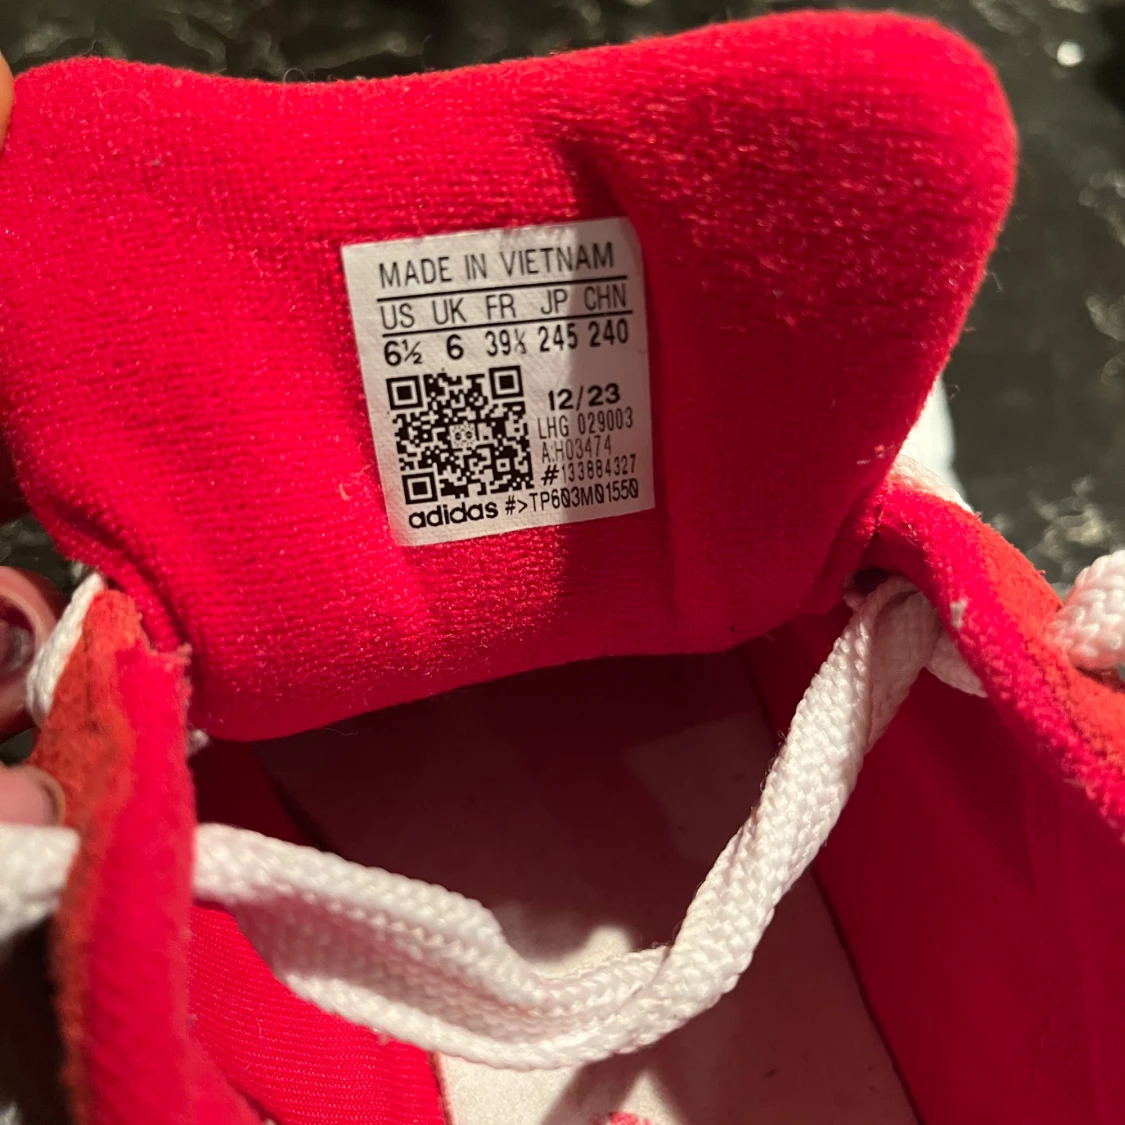 MADE IN VIETNAM
US UK FR JP CHN
6½ 6 39⅓ 245 240
12/23
LHG 029003
A:H03474
#133884327
adidas #>TP603M01550